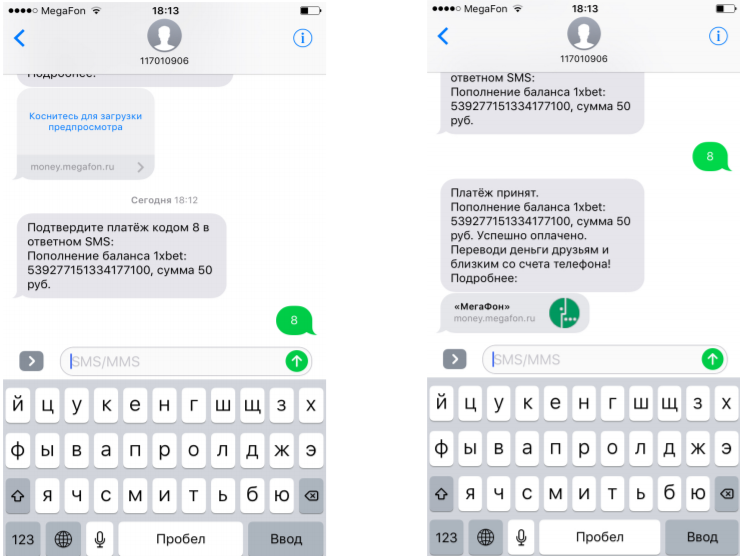 MegaFon 18:13
117010906
Подробнее:
Коснитесь для загрузки
предпросмотра
money.megafon.ru
Сегодня 18:12
Подтвердите платёж кодом 8 в
ответном SMS:
Пополнение баланса 1xbet:
539277151334177100, сумма 50
руб.
8
SMS/MMS
й ц у к е н г ш щ з х
ф ы в а п р о л д ж э
я ч с м и т ь б ю
123 Пробел Ввод
MegaFon 18:13
117010906
ответном SMS:
Пополнение баланса 1xbet:
539277151334177100, сумма 50
руб.
8
Платёж принят.
Пополнение баланса 1xbet:
539277151334177100, сумма 50
руб. Успешно оплачено.
Переводи деньги друзьям и
близким со счета телефона!
Подробнее:
«МегаФон»
money.megafon.ru
SMS/MMS
й ц у к е н г ш щ з х
ф ы в а п р о л д ж э
я ч с м и т ь б ю
123 Пробел Ввод